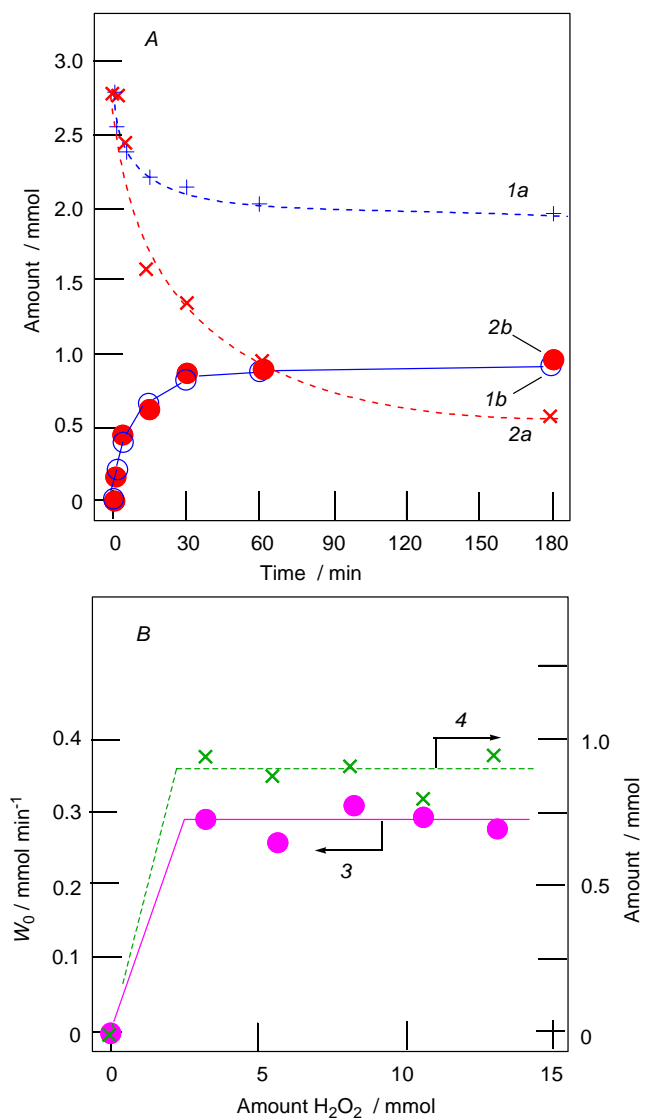 A
3.0
2.5
2.0
1.5
1.0
0.5
0
Amount / mmol
1a
2b
1b
2a
0 30 60 90 120 150 180
Time / min
B
0.4
0.3
0.2
0.1
0
W0 / mmol min-1
4
3
1.0
0.5
0
Amount / mmol
0 5 10 15
Amount H2O2 / mmol